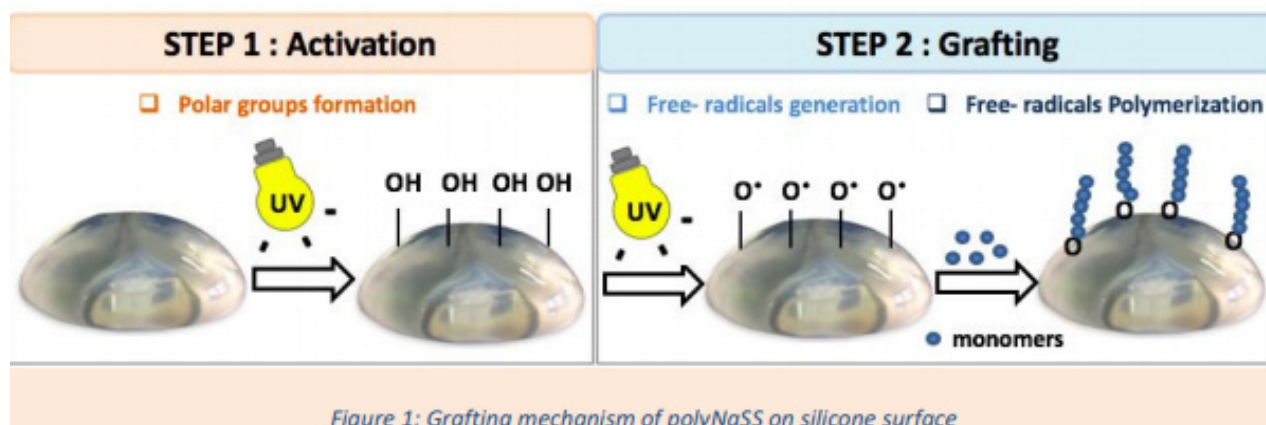 STEP 1 : Activation
STEP 2 : Grafting
❑ Polar groups formation
❑ Free- radicals generation ❑ Free- radicals Polymerization
UV
OH OH OH OH
UV
O• O• O• O•
O O O O
monomers
Figure 1: Grafting mechanism of polyNaSS on silicone surface